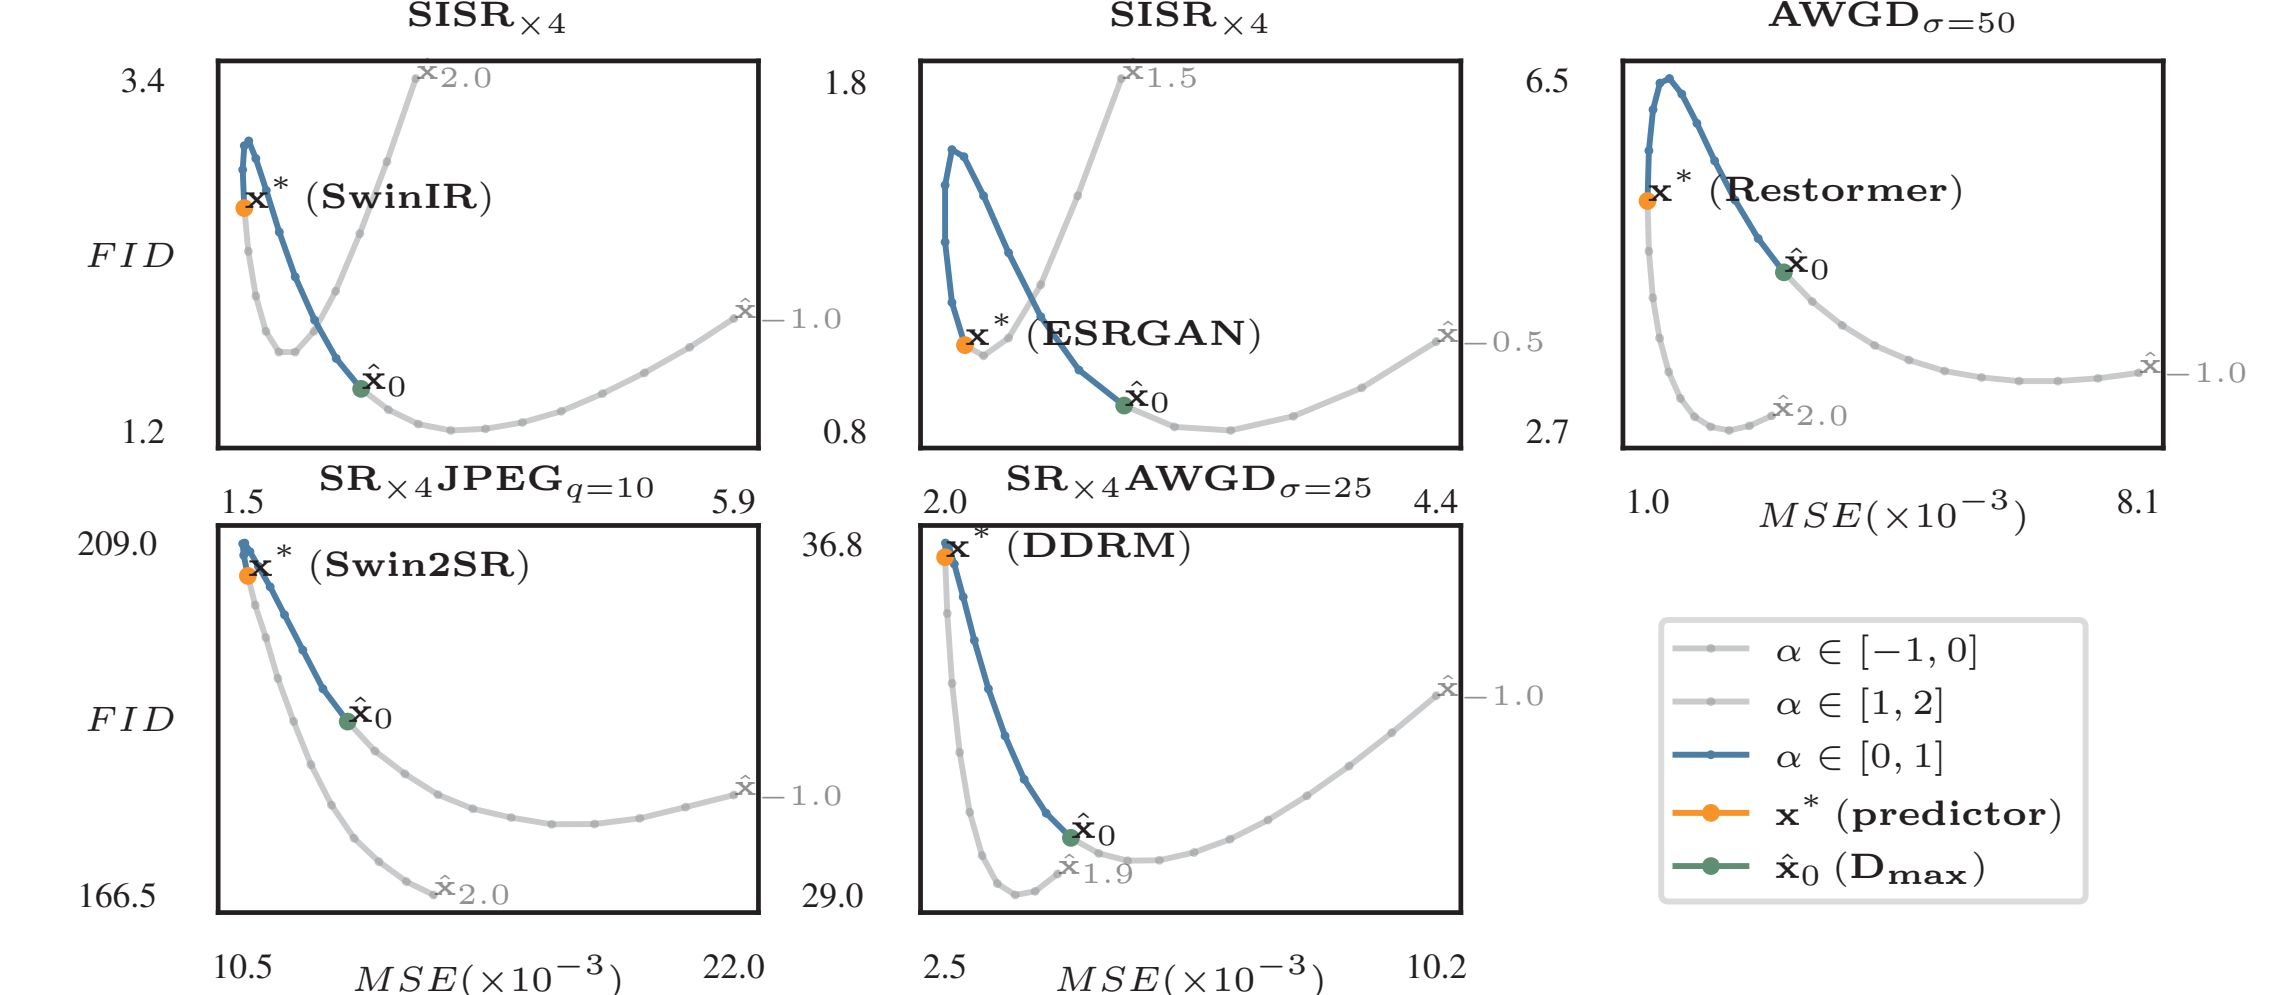 SISR×4
SISR×4
AWGDσ=50
3.4
x̂2.0
x* (SwinIR)
FID
x̂−1.0
x̂0
1.2
1.8
x̂1.5
x* (ESRGAN)
x̂−0.5
x̂0
0.8
6.5
x* (Restormer)
x̂0
x̂−1.0
x̂2.0
2.7
1.5
5.9
2.0
4.4
1.0
MSE(×10−3)
8.1
SR×4JPEGq=10
SR×4AWGDσ=25
209.0
x* (Swin2SR)
x̂0
FID
x̂−1.0
x̂2.0
166.5
36.8
x* (DDRM)
x̂−1.0
x̂0
x̂1.9
29.0
α ∈ [−1, 0]
α ∈ [1, 2]
α ∈ [0, 1]
x* (predictor)
x̂0 (Dmax)
10.5
MSE(×10−3)
22.0
2.5
MSE(×10−3)
10.2